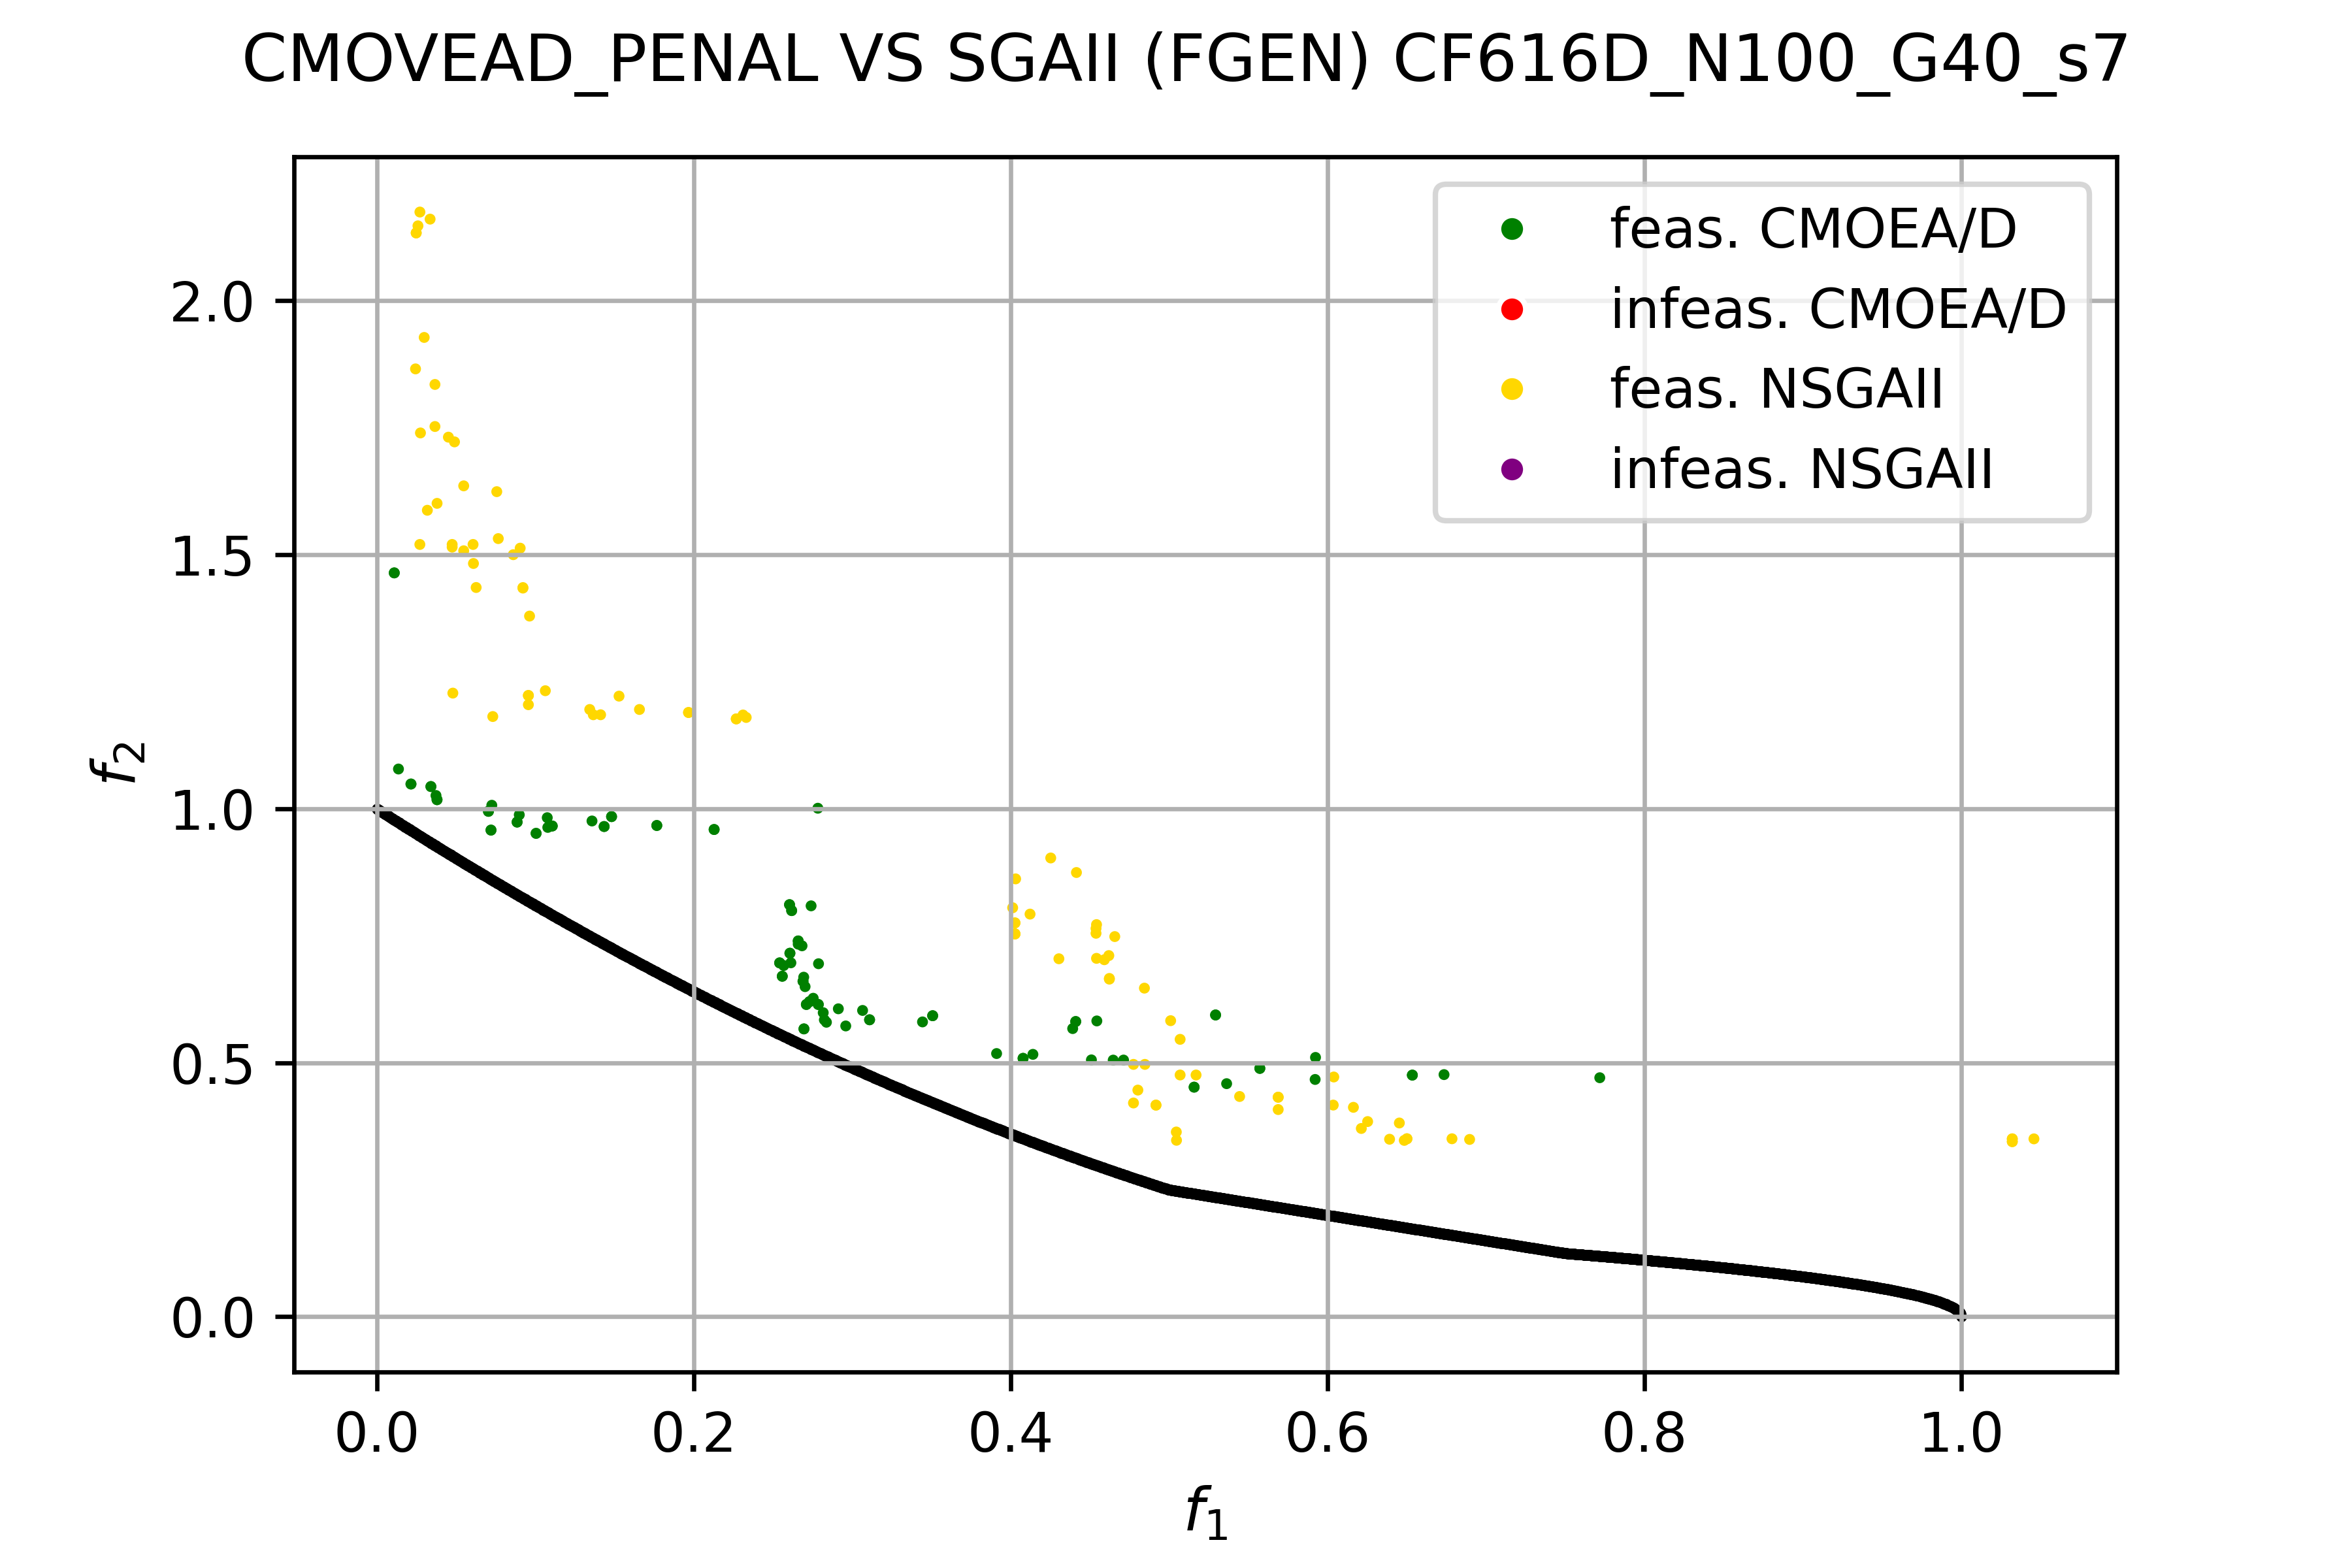 CMOVEAD_PENAL VS SGAII (FGEN) CF616D_N100_G40_s7
feas. CMOEA/D
infeas. CMOEA/D
feas. NSGAII
infeas. NSGAII
2.0
1.5
1.0
0.5
0.0
f2
0.0 0.2 0.4 0.6 0.8 1.0
f1